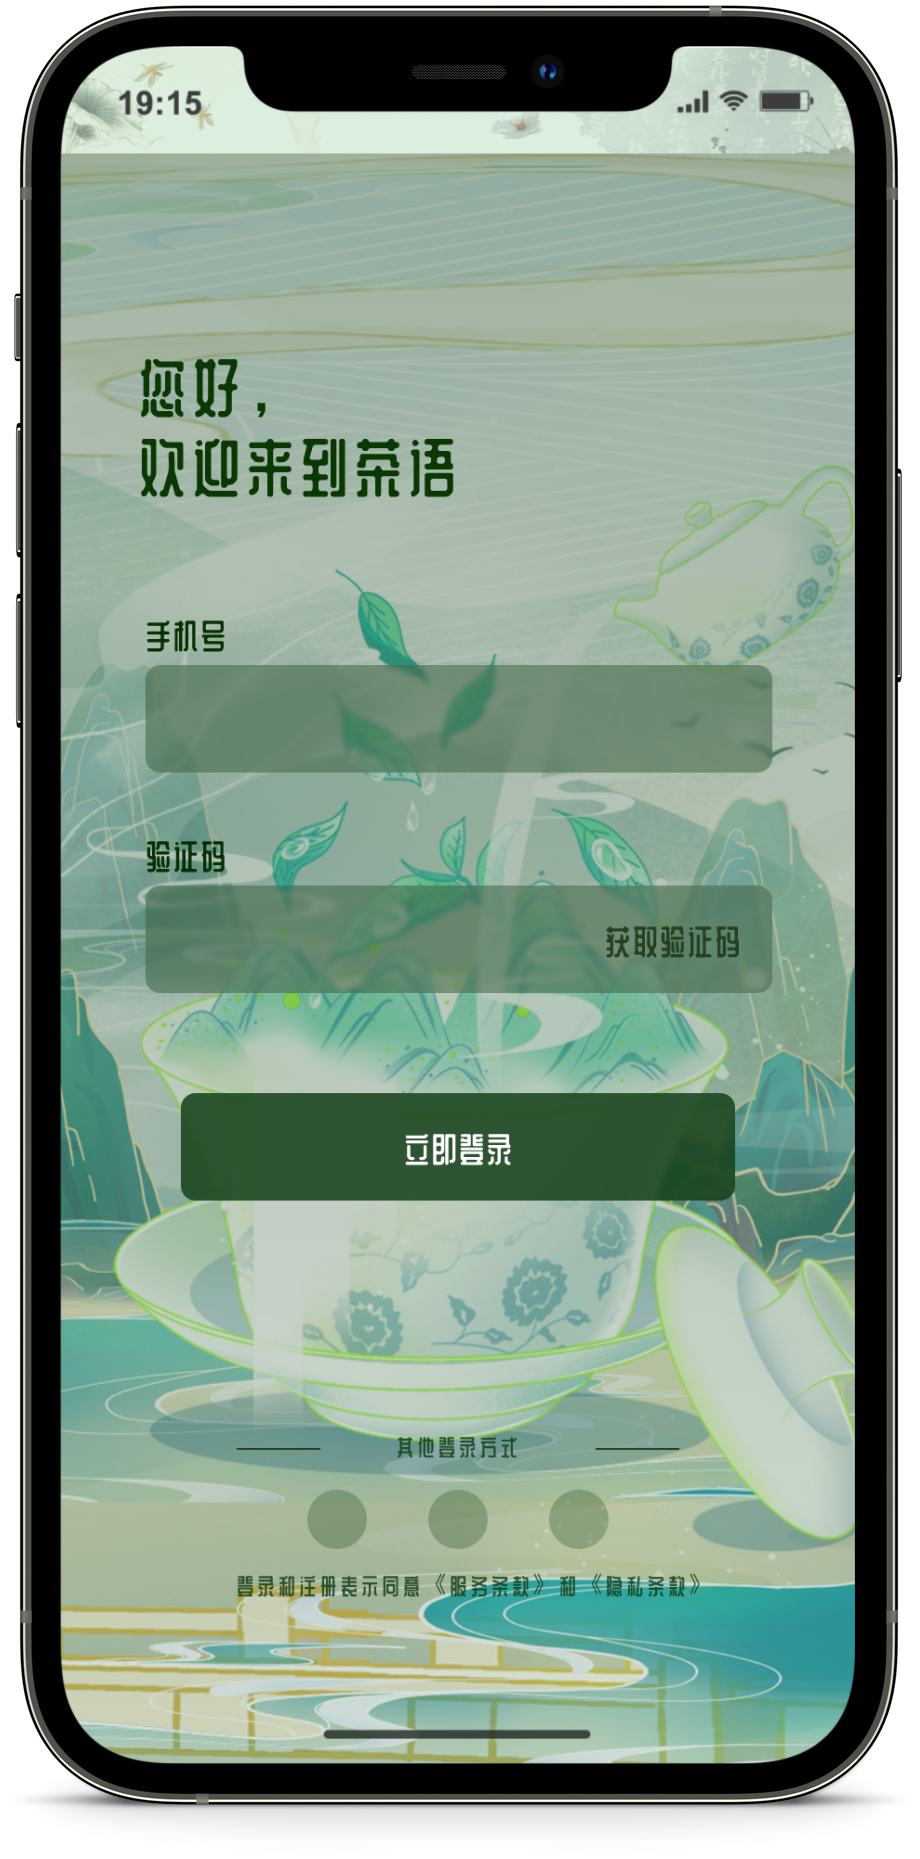 19:15
您好，
欢迎来到茶语
手机号
验证码
获取验证码
立即登录
其他登录方式
登录和注册表示同意《服务条款》和《隐私条款》